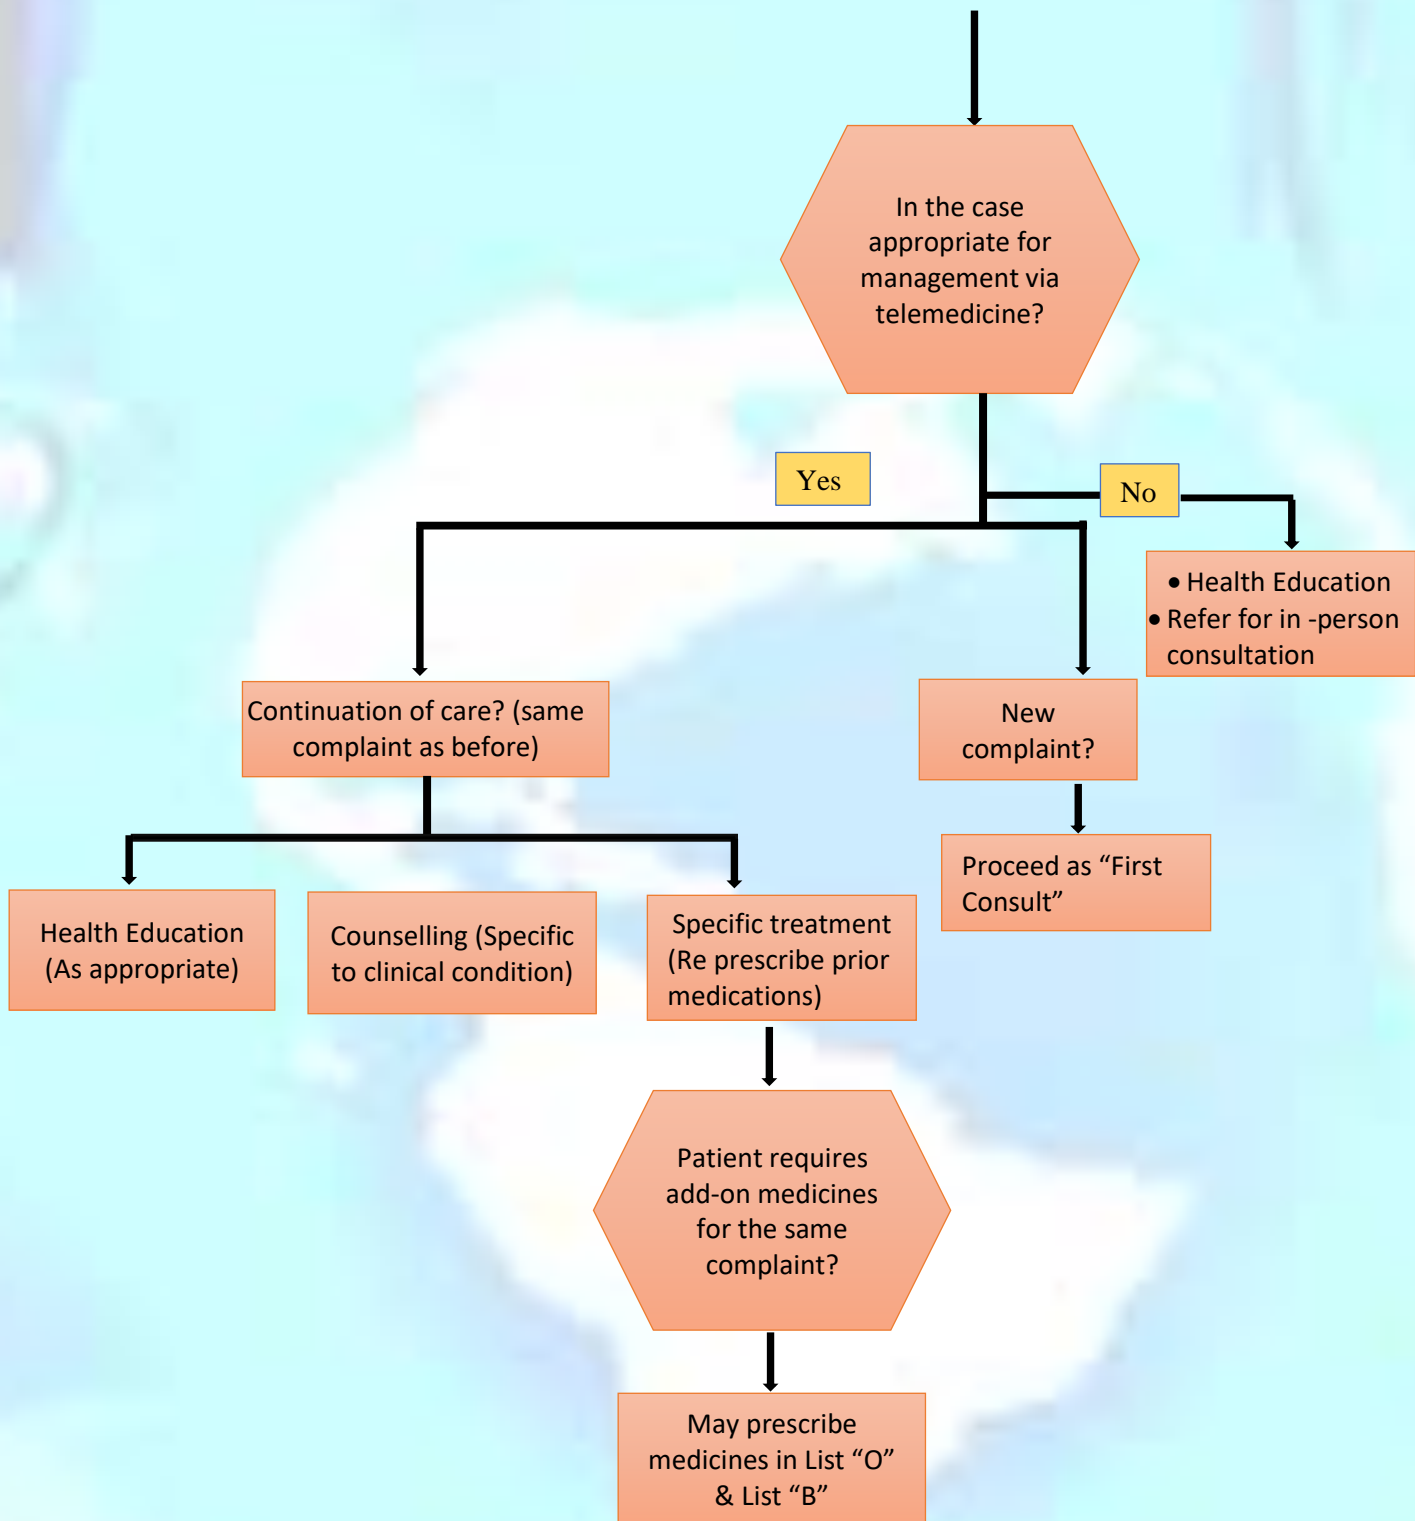 In the case
appropriate for
management via
telemedicine?
Yes
No
• Health Education
• Refer for in -person
consultation
Continuation of care? (same
complaint as before)
New
complaint?
Proceed as “First
Consult”
Health Education
(As appropriate)
Counselling (Specific
to clinical condition)
Specific treatment
(Re prescribe prior
medications)
Patient requires
add-on medicines
for the same
complaint?
May prescribe
medicines in List “O”
& List “B”